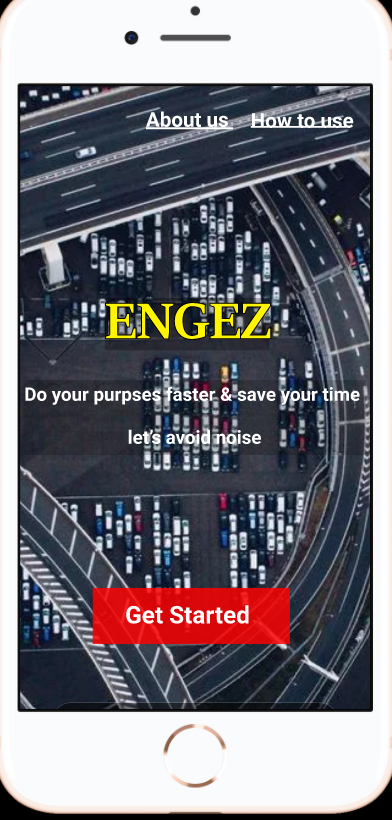 About us How to use
ENGEZ
Do your purpses faster & save your time
let's avoid noise
Get Started